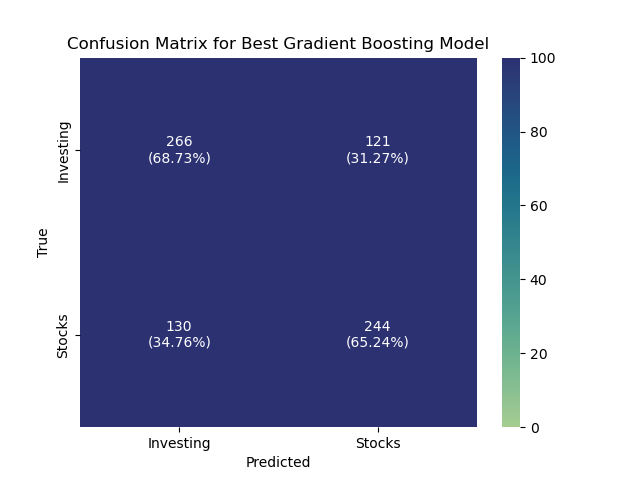 Confusion Matrix for Best Gradient Boosting Model
266
(68.73%)
121
(31.27%)
130
(34.76%)
244
(65.24%)
True
Investing
Stocks
Investing
Stocks
Predicted
100
80
60
40
20
0